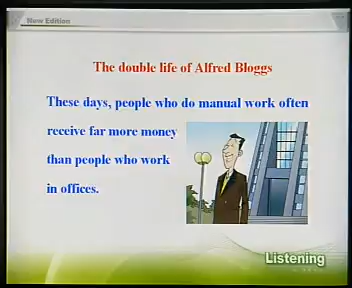 New Edition
The double life of Alfred Bloggs
These days, people who do manual work often
receive far more money
than people who work
in offices.
Listening